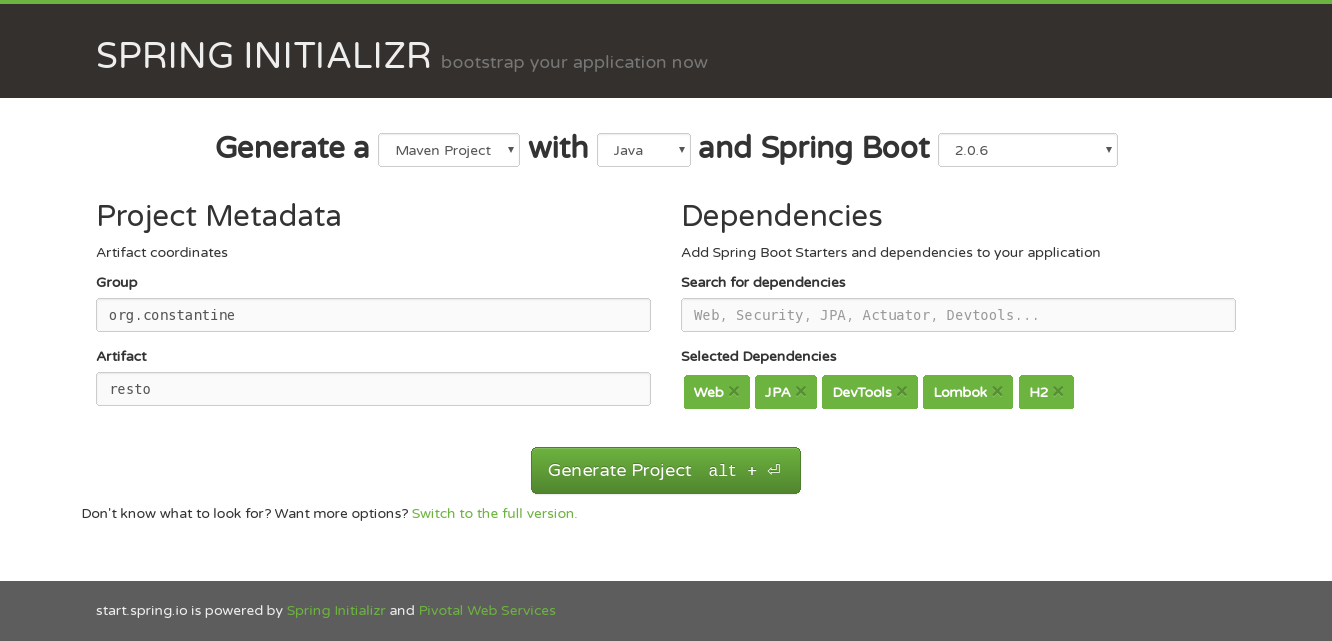 SPRING INITIALIZR bootstrap your application now
Generate a Maven Project with Java and Spring Boot 2.0.6
Project Metadata
Artifact coordinates
Group
org.constantine
Artifact
resto
Dependencies
Add Spring Boot Starters and dependencies to your application
Search for dependencies
Web, Security, JPA, Actuator, Devtools...
Selected Dependencies
Web × JPA × DevTools × Lombok × H2 ×
Generate Project alt + ⏎
Don't know what to look for? Want more options? Switch to the full version.
start.spring.io is powered by Spring Initializr and Pivotal Web Services